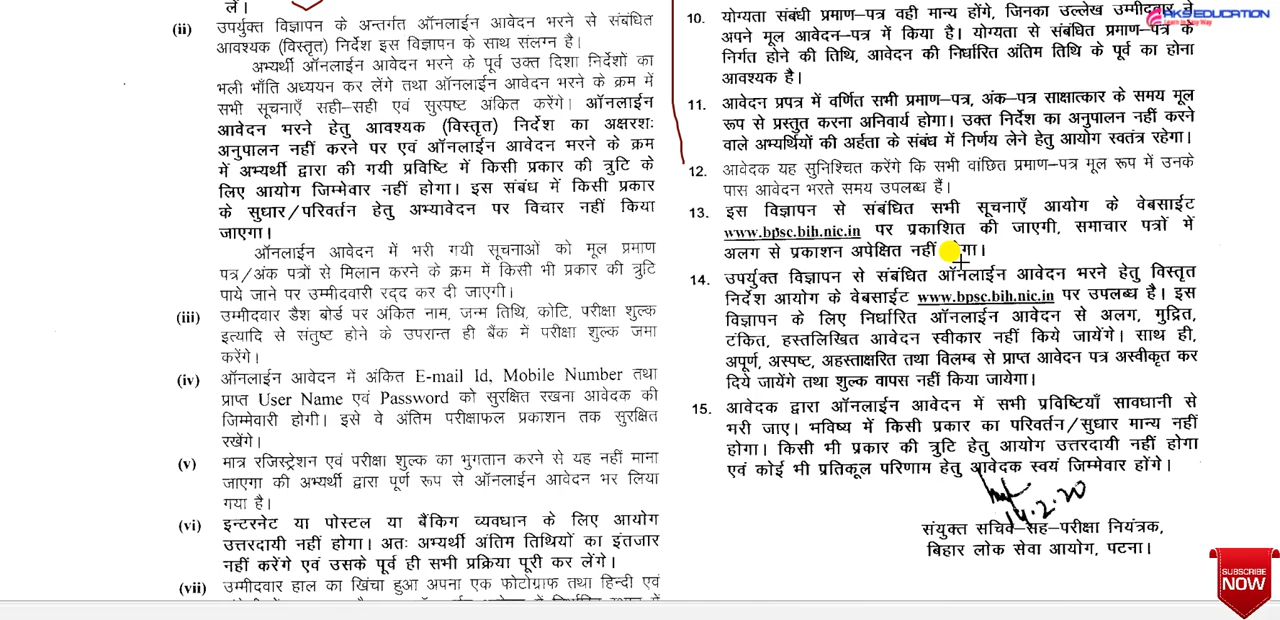 लें।
(ii) उपर्युक्त विज्ञापन के अन्तर्गत ऑनलाईन आवेदन भरने से संबंधित
आवश्यक (विस्तृत) निर्देश इस विज्ञापन के साथ संलग्न है।
अभ्यर्थी ऑनलाईन आवेदन भरने के पूर्व उक्त दिशा निर्देशों का
भली भाँति अध्ययन कर लेंगे तथा ऑनलाईन आवेदन भरने के क्रम में
सभी सूचनाएँ सही–सही एवं सुस्पष्ट अंकित करेंगे। ऑनलाईन
आवेदन भरने हेतु आवश्यक (विस्तृत) निर्देश का अक्षरशः
अनुपालन नहीं करने पर एवं ऑनलाईन आवेदन भरने के क्रम
में अभ्यर्थी द्वारा की गयी प्रविष्टि में किसी प्रकार की त्रुटि के
लिए आयोग जिम्मेवार नहीं होगा। इस संबंध में किसी प्रकार
के सुधार/परिवर्तन हेतु अभ्यावेदन पर विचार नहीं किया
जाएगा।
ऑनलाईन आवेदन में भरी गयी सूचनाओं को मूल प्रमाण
पत्र/अंक पत्रों से मिलान करने के क्रम में किसी भी प्रकार की त्रुटि
पाये जाने पर उम्मीदवारी रद्द कर दी जाएगी।
(iii) उम्मीदवार डैश बोर्ड पर अंकित नाम, जन्म तिथि, कोटि, परीक्षा शुल्क
इत्यादि से संतुष्ट होने के उपरान्त ही बैंक में परीक्षा शुल्क जमा
करेंगे।
(iv) ऑनलाईन आवेदन में अंकित E-mail Id, Mobile Number तथा
प्राप्त User Name एवं Password को सुरक्षित रखना आवेदक की
जिम्मेवारी होगी। इसे वे अंतिम परीक्षाफल प्रकाशन तक सुरक्षित
रखेंगे।
(v) मात्र रजिस्ट्रेशन एवं परीक्षा शुल्क का भुगतान करने से यह नहीं माना
जाएगा की अभ्यर्थी द्वारा पूर्ण रूप से ऑनलाईन आवेदन भर लिया
गया है।
(vi) इन्टरनेट या पोस्टल या बैंकिग व्यवधान के लिए आयोग
उत्तरदायी नहीं होगा। अतः अभ्यर्थी अंतिम तिथियों का इंतजार
नहीं करेंगे एवं उसके पूर्व ही सभी प्रक्रिया पूरी कर लेंगे।
(vii) उम्मीदवार हाल का खिंचा हुआ अपना एक फोटोग्राफ तथा हिन्दी एवं
10. योग्यता संबंधी प्रमाण–पत्र वही मान्य होंगे, जिनका उल्लेख उम्मीदवार ने
अपने मूल आवेदन–पत्र में किया है। योग्यता से संबंधित प्रमाण–पत्र के
निर्गत होने की तिथि, आवेदन की निर्धारित अंतिम तिथि के पूर्व का होना
आवश्यक है।
11. आवेदन प्रपत्र में वर्णित सभी प्रमाण–पत्र, अंक–पत्र साक्षात्कार के समय मूल
रूप से प्रस्तुत करना अनिवार्य होगा। उक्त निर्देश का अनुपालन नहीं करने
वाले अभ्यर्थियों की अर्हता के संबंध में निर्णय लेने हेतु आयोग स्वतंत्र रहेगा।
12. आवेदक यह सुनिश्चित करेंगे कि सभी वांछित प्रमाण–पत्र मूल रूप में उनके
पास आवेदन भरते समय उपलब्ध हैं।
13. इस विज्ञापन से संबंधित सभी सूचनाएँ आयोग के वेबसाईट
www.bpsc.bih.nic.in पर प्रकाशित की जाएगी, समाचार पत्रों में
अलग से प्रकाशन अपेक्षित नहीं
14. उपर्युक्त विज्ञापन से संबंधित ऑनलाईन आवेदन भरने हेतु विस्तृत
निर्देश आयोग के वेबसाईट www.bpsc.bih.nic.in पर उपलब्ध है। इस
विज्ञापन के लिए निर्धारित ऑनलाईन आवेदन से अलग, मुद्रित,
टंकित, हस्तलिखित आवेदन स्वीकार नहीं किये जायेंगे। साथ ही,
अपूर्ण, अस्पष्ट, अहस्ताक्षरित तथा विलम्ब से प्राप्त आवेदन पत्र अस्वीकृत कर
दिये जायेंगे तथा शुल्क वापस नहीं किया जायेगा।
15. आवेदक द्वारा ऑनलाईन आवेदन में सभी प्रविष्टियाँ सावधानी से
भरी जाए। भविष्य में किसी प्रकार का परिवर्तन/सुधार मान्य नहीं
होगा। किसी भी प्रकार की त्रुटि हेतु आयोग उत्तरदायी नहीं होगा
एवं कोई भी प्रतिकूल परिणाम हेतु आवेदक स्वयं जिम्मेवार होंगे।
14.2.20
संयुक्त सचिव–सह–परीक्षा नियंत्रक,
बिहार लोक सेवा आयोग, पटना।
EDUCATION
SUBSCRIBE
NOW